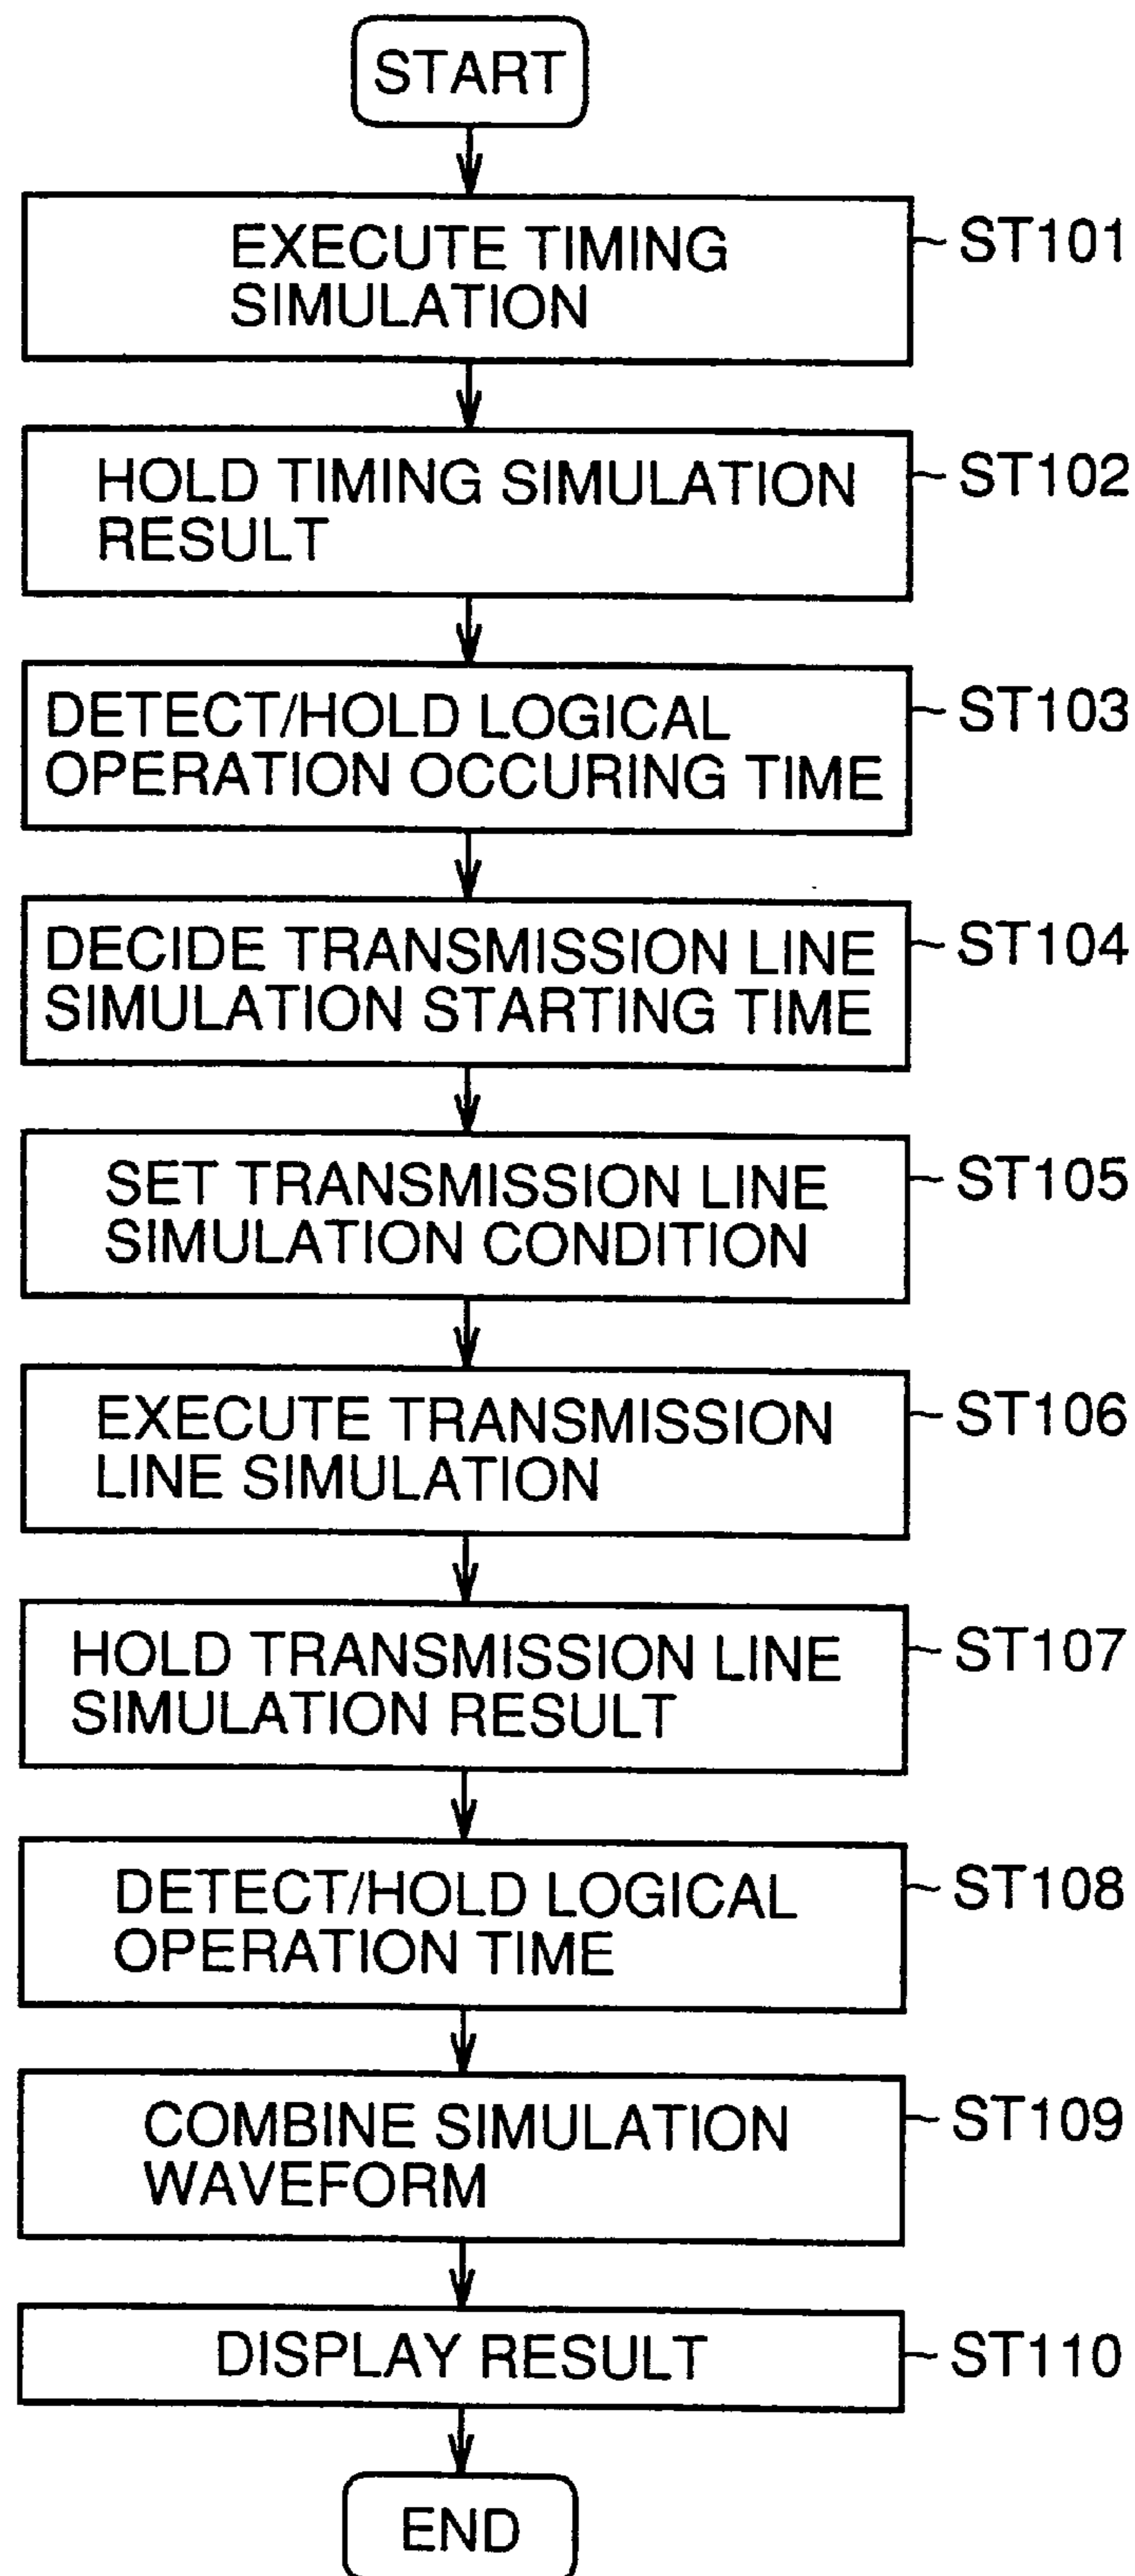 START
EXECUTE TIMING
SIMULATION
ST101
HOLD TIMING SIMULATION
RESULT
ST102
DETECT/HOLD LOGICAL
OPERATION OCCURING TIME
ST103
DECIDE TRANSMISSION LINE
SIMULATION STARTING TIME
ST104
SET TRANSMISSION LINE
SIMULATION CONDITION
ST105
EXECUTE TRANSMISSION
LINE SIMULATION
ST106
HOLD TRANSMISSION LINE
SIMULATION RESULT
ST107
DETECT/HOLD LOGICAL
OPERATION TIME
ST108
COMBINE SIMULATION
WAVEFORM
ST109
DISPLAY RESULT
ST110
END